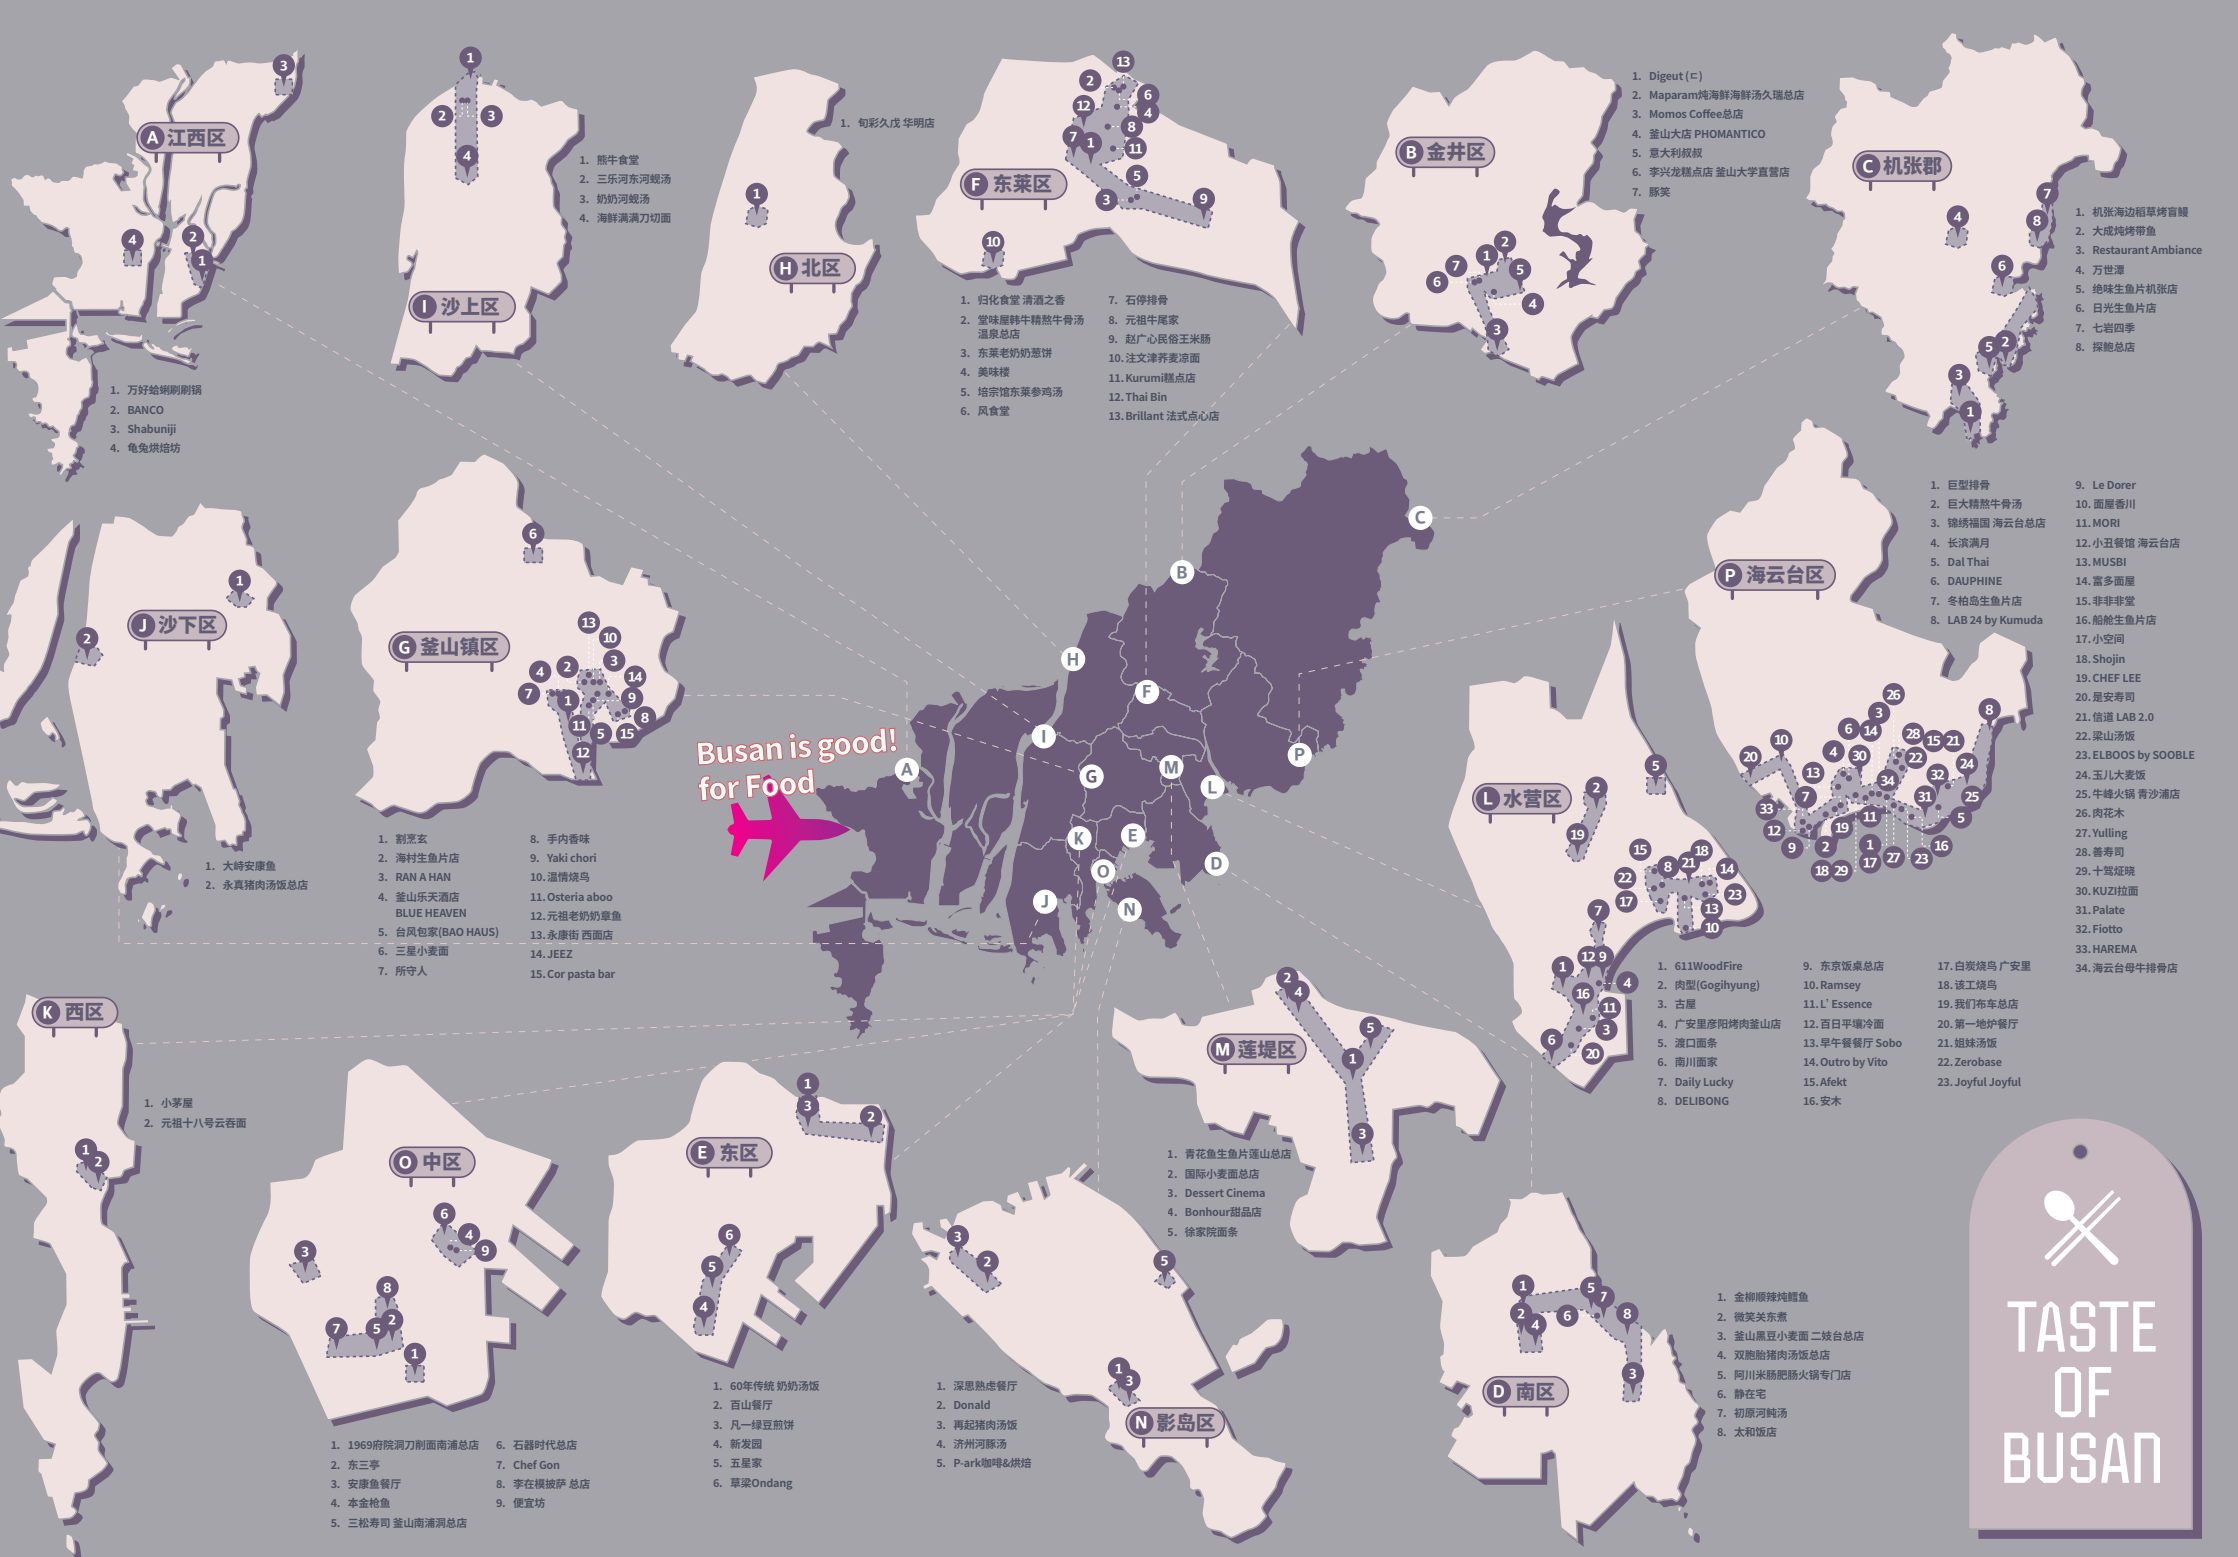 A 江西区
1. 万好蛤蜊刷刷锅
2. BANCO
3. Shabuniji
4. 龟兔烘焙坊
I 沙上区
1. 熊牛食堂
2. 三乐河东河蚬汤
3. 奶奶河蚬汤
4. 海鲜满满刀切面
H 北区
1. 旬彩久戊 华明店
F 东莱区
1. 归化食堂 清酒之香
2. 堂味屋韩牛精熬牛骨汤
温泉总店
3. 东莱老奶奶葱饼
4. 美味楼
5. 培宗馆东莱参鸡汤
6. 风食堂
7. 石停排骨
8. 元祖牛尾家
9. 赵广心民俗王米肠
10. 注文津荞麦凉面
11. Kurumi糕点店
12. Thai Bin
13. Brillant 法式点心店
B 金井区
1. Digeut (ㄷ)
2. Maparam炖海鲜海鲜汤久瑞总店
3. Momos Coffee总店
4. 釜山大店 PHOMANTICO
5. 意大利叔叔
6. 李兴龙糕点店 釜山大学直营店
7. 豚笑
C 机张郡
1. 机张海边稻草烤盲鳗
2. 大成炖烤带鱼
3. Restaurant Ambiance
4. 万世潭
5. 绝味生鱼片机张店
6. 日光生鱼片店
7. 七岩四季
8. 探鲍总店
J 沙下区
1. 大峙安康鱼
2. 永真猪肉汤饭总店
G 釜山镇区
1. 割烹玄
2. 海村生鱼片店
3. RAN A HAN
4. 釜山乐天酒店
BLUE HEAVEN
5. 台风包家(BAO HAUS)
6. 三星小麦面
7. 所守人
8. 手内香味
9. Yaki chori
10. 温情烧鸟
11. Osteria aboo
12. 元祖老奶奶章鱼
13. 永康街 西面店
14. JEEZ
15. Cor pasta bar
Busan is good!
for Food
P 海云台区
1. 巨型排骨
2. 巨大精熬牛骨汤
3. 锦绣福国 海云台总店
4. 长滨满月
5. Dal Thai
6. DAUPHINE
7. 冬柏岛生鱼片店
8. LAB 24 by Kumuda
9. Le Dorer
10. 面屋香川
11. MORI
12. 小丑餐馆 海云台店
13. MUSBI
14. 富多面屋
15. 非非非堂
16. 船舱生鱼片店
17. 小空间
18. Shojin
19. CHEF LEE
20. 是安寿司
21. 信道 LAB 2.0
22. 梁山汤饭
23. ELBOOS by SOOBLE
24. 玉儿大麦饭
25. 牛峰火锅 青沙浦店
26. 肉花木
27. Yulling
28. 善寿司
29. 十驾炡晓
30. KUZI拉面
31. Palate
32. Fiotto
33. HAREMA
34. 海云台母牛排骨店
L 水营区
1. 611WoodFire
2. 肉型(Gogihyung)
3. 古屋
4. 广安里彦阳烤肉釜山店
5. 渡口面条
6. 南川面家
7. Daily Lucky
8. DELIBONG
9. 东京饭桌总店
10. Ramsey
11. L' Essence
12. 百日平壤冷面
13. 早午餐餐厅 Sobo
14. Outro by Vito
15. Afekt
16. 安木
17. 白炭烧鸟 广安里
18. 该工烧鸟
19. 我们布车总店
20. 第一地炉餐厅
21. 姐妹汤饭
22. Zerobase
23. Joyful Joyful
K 西区
1. 小茅屋
2. 元祖十八号云吞面
O 中区
1. 1969府院洞刀削面南浦总店
2. 东三亭
3. 安康鱼餐厅
4. 本金枪鱼
5. 三松寿司 釜山南浦洞总店
6. 石器时代总店
7. Chef Gon
8. 李在模披萨 总店
9. 便宜坊
E 东区
1. 60年传统 奶奶汤饭
2. 百山餐厅
3. 凡一绿豆煎饼
4. 新发园
5. 五星家
6. 草梁Ondang
M 莲堤区
1. 青花鱼生鱼片莲山总店
2. 国际小麦面总店
3. Dessert Cinema
4. Bonhour甜品店
5. 徐家院面条
N 影岛区
1. 深思熟虑餐厅
2. Donald
3. 再起猪肉汤饭
4. 济州河豚汤
5. P-ark咖啡&烘焙
D 南区
1. 金柳顺辣炖鳕鱼
2. 微笑关东煮
3. 釜山黑豆小麦面 二妓台总店
4. 双胞胎猪肉汤饭总店
5. 阿川米肠肥肠火锅专门店
6. 静在宅
7. 初原河鲀汤
8. 太和饭店
TASTE
OF
BUSAN